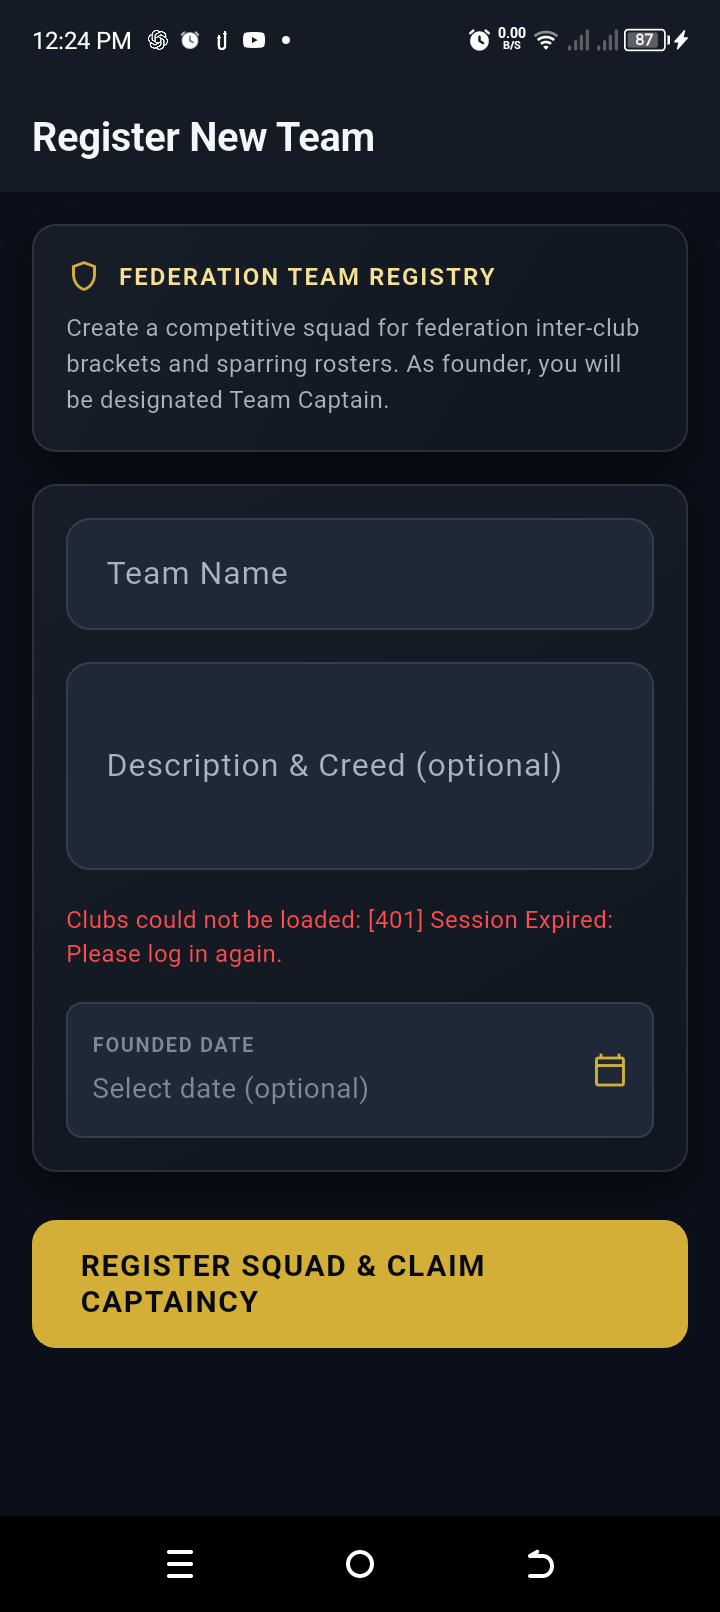 12:24 PM
0.00
B/S
87
Register New Team
FEDERATION TEAM REGISTRY
Create a competitive squad for federation inter-club
brackets and sparring rosters. As founder, you will
be designated Team Captain.
Team Name
Description & Creed (optional)
Clubs could not be loaded: [401] Session Expired:
Please log in again.
FOUNDED DATE
Select date (optional)
REGISTER SQUAD & CLAIM
CAPTAINCY